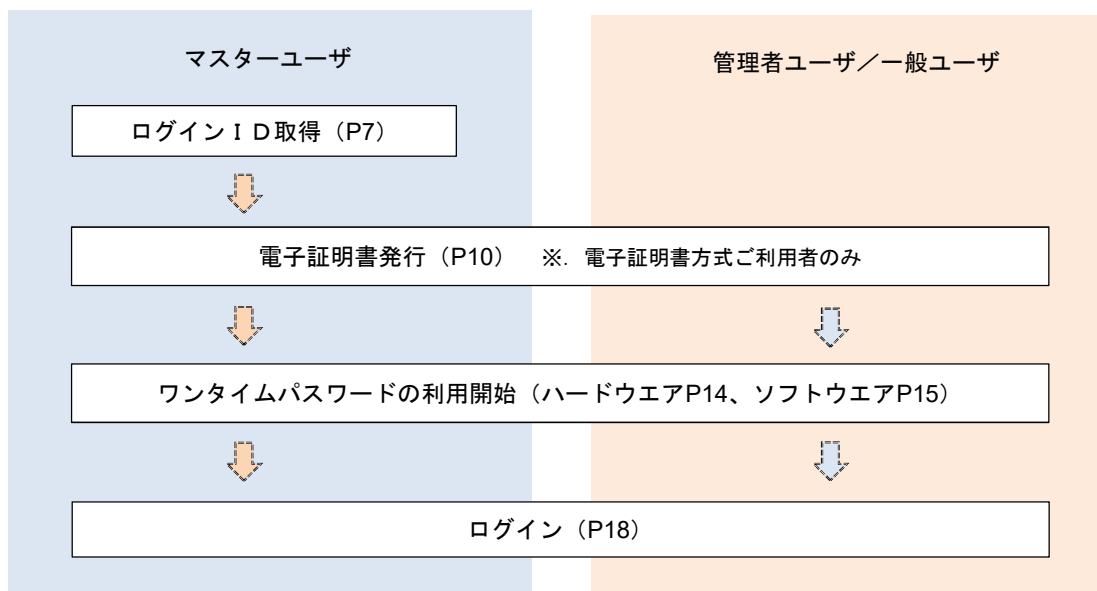 マスターユーザ
管理者ユーザ／一般ユーザ
ログインＩＤ取得（P7）
電子証明書発行（P10）　※. 電子証明書方式ご利用者のみ
ワンタイムパスワードの利用開始（ハードウエアP14、ソフトウエアP15）
ログイン（P18）